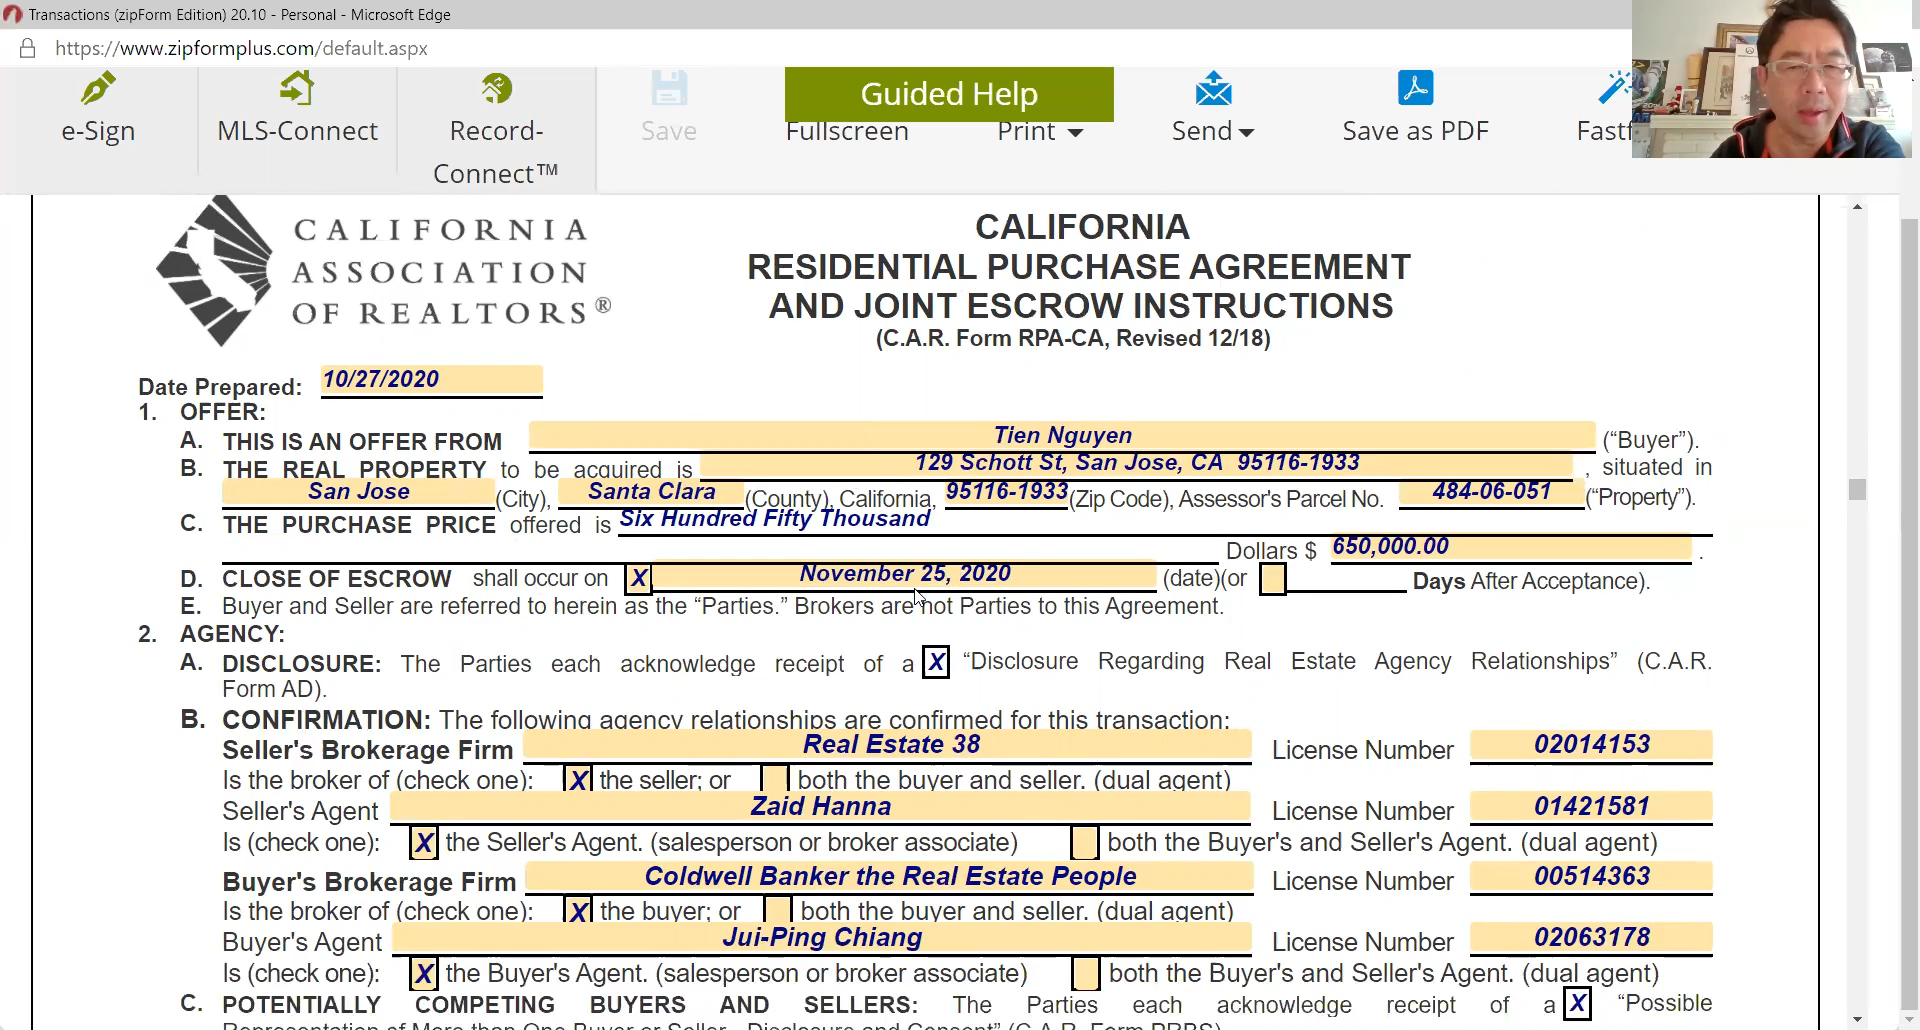 Transactions (zipForm Edition) 20.10 - Personal - Microsoft Edge
https://www.zipformplus.com/default.aspx
e-Sign
MLS-Connect
Record-
Connect™
Save
Guided Help
Fullscreen
Print
Send
Save as PDF
CALIFORNIA
ASSOCIATION
OF REALTORS®
CALIFORNIA
RESIDENTIAL PURCHASE AGREEMENT
AND JOINT ESCROW INSTRUCTIONS
(C.A.R. Form RPA-CA, Revised 12/18)
Date Prepared: 10/27/2020
1. OFFER:
A. THIS IS AN OFFER FROM Tien Nguyen (“Buyer”).
B. THE REAL PROPERTY to be acquired is 129 Schott St, San Jose, CA 95116-1933 , situated in
San Jose (City), Santa Clara (County), California, 95116-1933 (Zip Code), Assessor's Parcel No. 484-06-051 (“Property”).
C. THE PURCHASE PRICE offered is Six Hundred Fifty Thousand
Dollars $ 650,000.00 .
D. CLOSE OF ESCROW shall occur on X November 25, 2020 (date)(or Days After Acceptance).
E. Buyer and Seller are referred to herein as the “Parties.” Brokers are not Parties to this Agreement.
2. AGENCY:
A. DISCLOSURE: The Parties each acknowledge receipt of a X “Disclosure Regarding Real Estate Agency Relationships” (C.A.R.
Form AD).
B. CONFIRMATION: The following agency relationships are confirmed for this transaction:
Seller's Brokerage Firm Real Estate 38 License Number 02014153
Is the broker of (check one): X the seller; or both the buyer and seller. (dual agent)
Seller's Agent Zaid Hanna License Number 01421581
Is (check one): X the Seller's Agent. (salesperson or broker associate) both the Buyer's and Seller's Agent. (dual agent)
Buyer's Brokerage Firm Coldwell Banker the Real Estate People License Number 00514363
Is the broker of (check one): X the buyer; or both the buyer and seller. (dual agent)
Buyer's Agent Jui-Ping Chiang License Number 02063178
Is (check one): X the Buyer's Agent. (salesperson or broker associate) both the Buyer's and Seller's Agent. (dual agent)
C. POTENTIALLY COMPETING BUYERS AND SELLERS: The Parties each acknowledge receipt of a X “Possible
Representation of More than One Buyer or Seller - Disclosure and Consent” (C.A.R. Form PRBS).